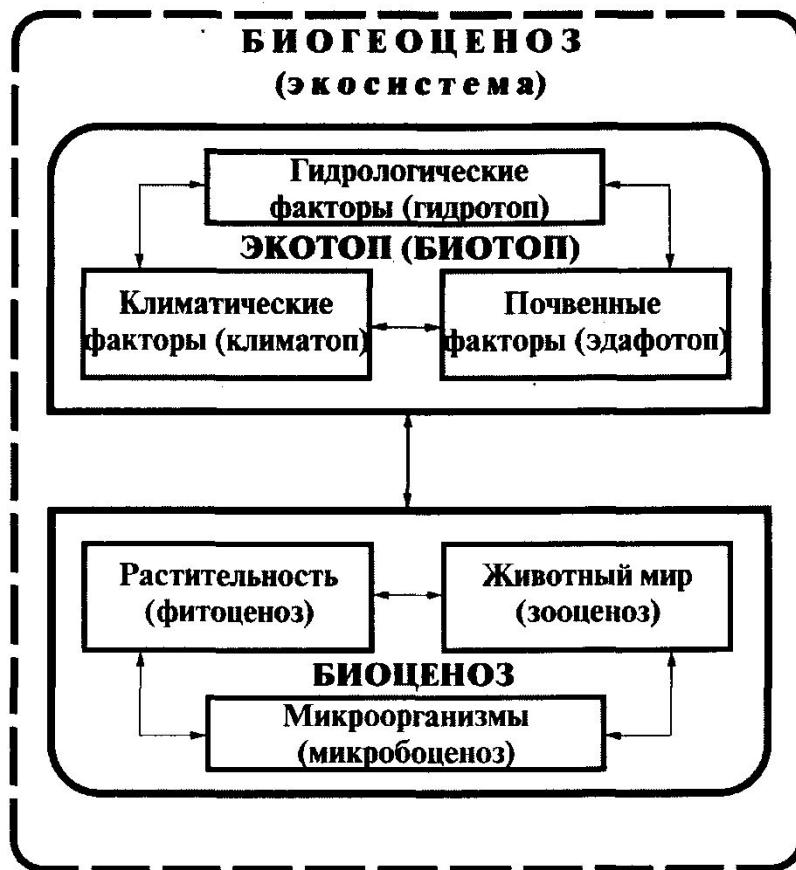 БИОГЕОЦЕНОЗ
(экосистема)
Гидрологические
факторы (гидротоп)
ЭКОТОП (БИОТОП)
Климатические
факторы (климатоп)
Почвенные
факторы (эдафотоп)
Растительность
(фитоценоз)
Животный мир
(зооценоз)
БИОЦЕНОЗ
Микроорганизмы
(микробоценоз)